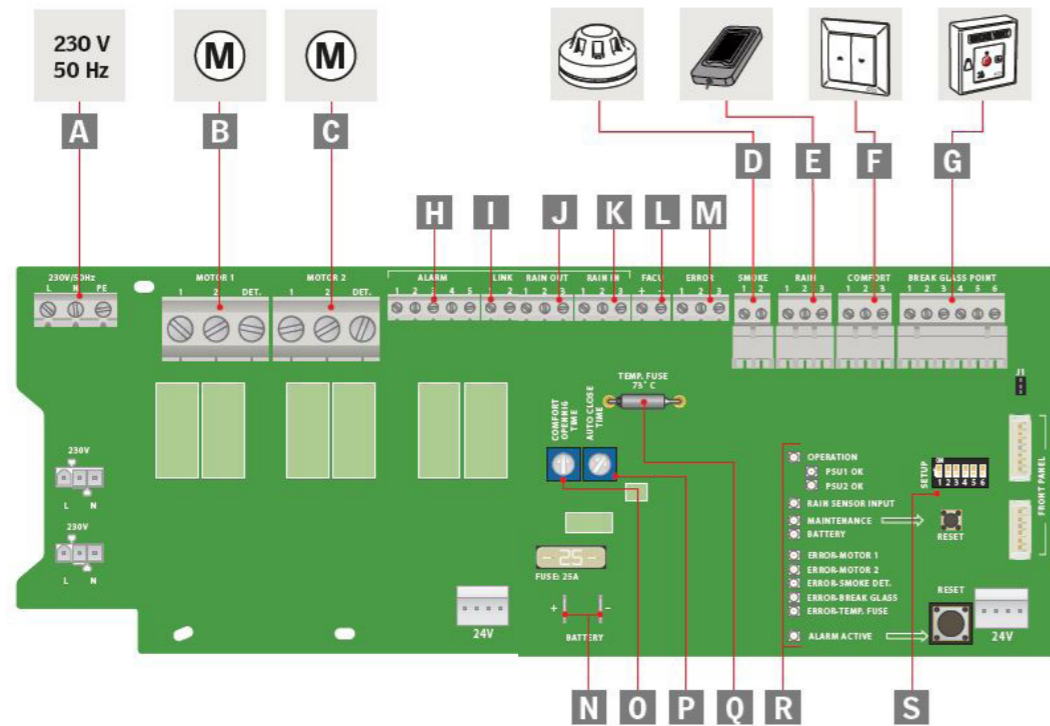 230 V
50 Hz
M
M
A
B
C
D
E
F
G
H
I
J
K
L
M
230V/50Hz
L N PE
MOTOR 1
1 2 DET.
MOTOR 2
1 2 DET.
ALARM
1 2 3 4 5
LINK
1 2
RAIN OUT
1 2 3
RAIN IN
1 2 3
FACU
+ -
ERROR
1 2 3
SMOKE
1 2
RAIN
1 2 3
COMFORT
1 2 3
BREAK GLASS POINT
1 2 3 4 5 6
J1
TEMP. FUSE
73° C
COMFORT
OPENNIG
TIME
AUTO CLOSE
TIME
230V
L N
230V
L N
- 25 -
FUSE: 25A
+ -
BATTERY
24V
OPERATION
PSU1 OK
PSU2 OK
RAIN SENSOR INPUT
MAINTENANCE
BATTERY
ERROR-MOTOR 1
ERROR-MOTOR 2
ERROR-SMOKE DET.
ERROR-BREAK GLASS
ERROR-TEMP. FUSE
ALARM ACTIVE
SETUP
1 2 3 4 5 6
RESET
RESET
24V
FRONT PANEL
N
O
P
Q
R
S